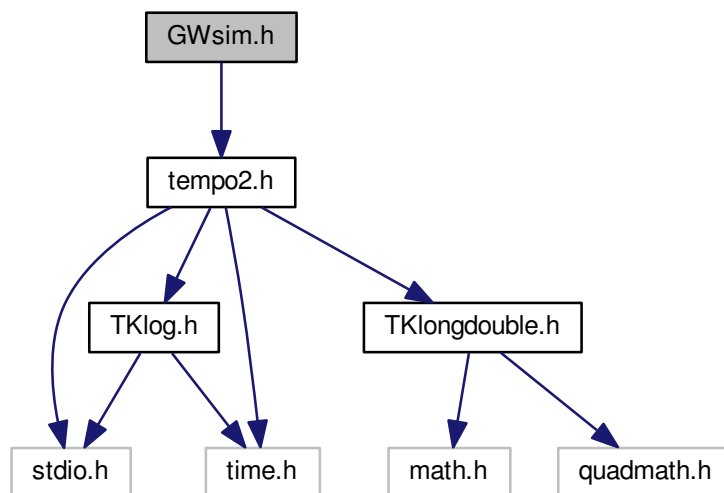 GWsim.h
tempo2.h
TKlog.h
TKlongdouble.h
stdio.h
time.h
math.h
quadmath.h